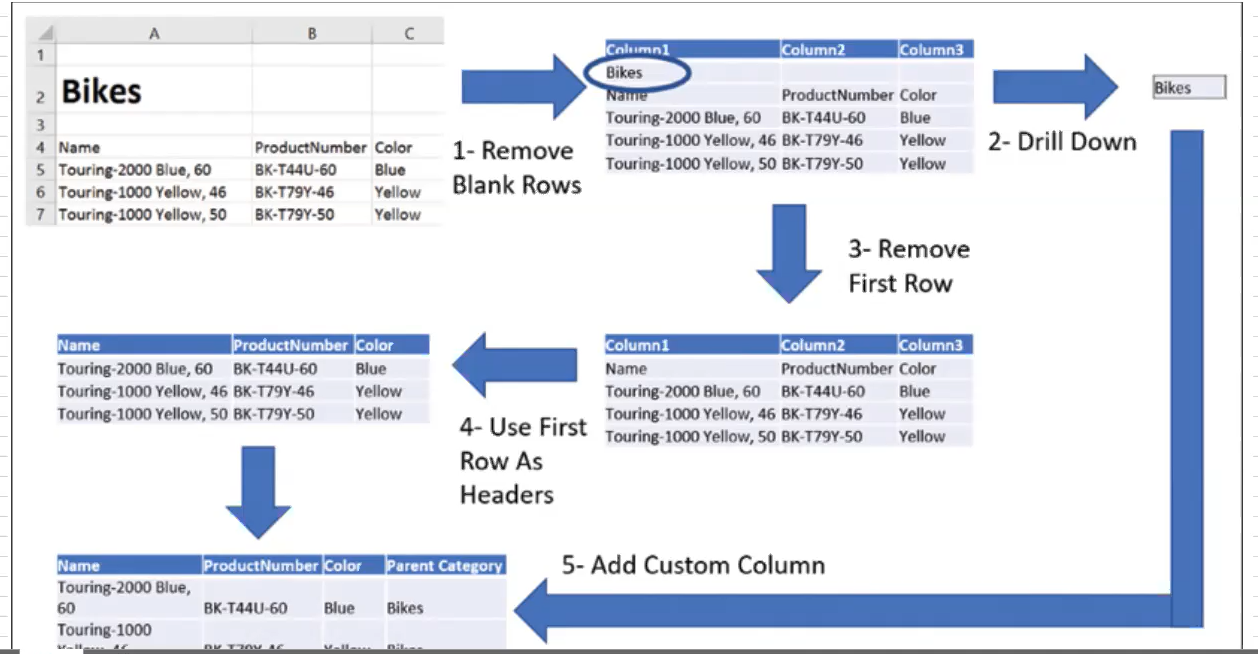 A B C
1
2 Bikes
3
4 Name ProductNumber Color
5 Touring-2000 Blue, 60 BK-T44U-60 Blue
6 Touring-1000 Yellow, 46 BK-T79Y-46 Yellow
7 Touring-1000 Yellow, 50 BK-T79Y-50 Yellow
1- Remove
Blank Rows
Column1 Column2 Column3
Bikes
Name ProductNumber Color
Touring-2000 Blue, 60 BK-T44U-60 Blue
Touring-1000 Yellow, 46 BK-T79Y-46 Yellow
Touring-1000 Yellow, 50 BK-T79Y-50 Yellow
2- Drill Down
Bikes
3- Remove
First Row
Column1 Column2 Column3
Name ProductNumber Color
Touring-2000 Blue, 60 BK-T44U-60 Blue
Touring-1000 Yellow, 46 BK-T79Y-46 Yellow
Touring-1000 Yellow, 50 BK-T79Y-50 Yellow
4- Use First
Row As
Headers
Name ProductNumber Color
Touring-2000 Blue, 60 BK-T44U-60 Blue
Touring-1000 Yellow, 46 BK-T79Y-46 Yellow
Touring-1000 Yellow, 50 BK-T79Y-50 Yellow
5- Add Custom Column
Name ProductNumber Color Parent Category
Touring-2000 Blue,
60 BK-T44U-60 Blue Bikes
Touring-1000
Yellow, 46 BK-T79Y-46 Yellow Bikes